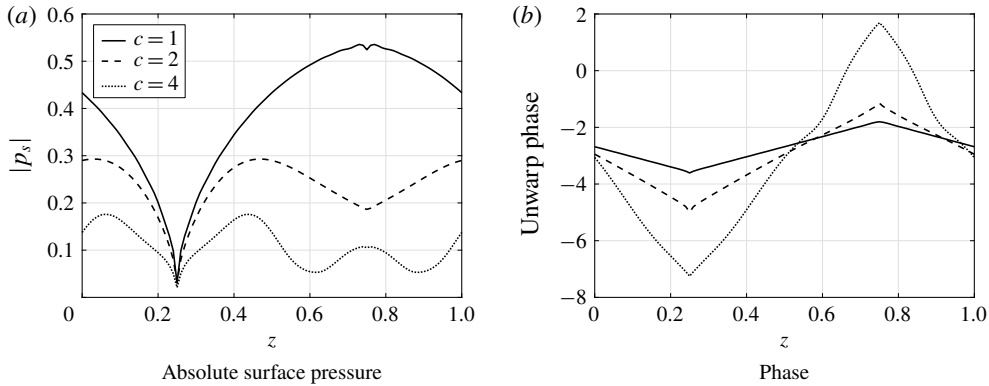 (a)
0.6
0.5
0.4
0.3
0.2
0.1
|p_s|
c = 1
c = 2
c = 4
0 0.2 0.4 0.6 0.8 1.0
z
Absolute surface pressure
(b)
2
0
−2
−4
−6
−8
Unwarp phase
0 0.2 0.4 0.6 0.8 1.0
z
Phase